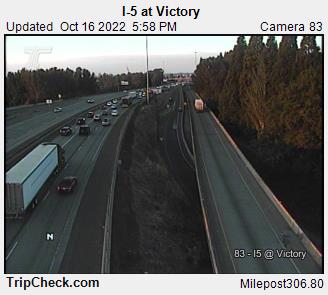 I-5 at Victory
Updated Oct 16 2022 5:58 PM Camera 83
T
N
83 - I5 @ Victory
TripCheck.com Milepost306.80